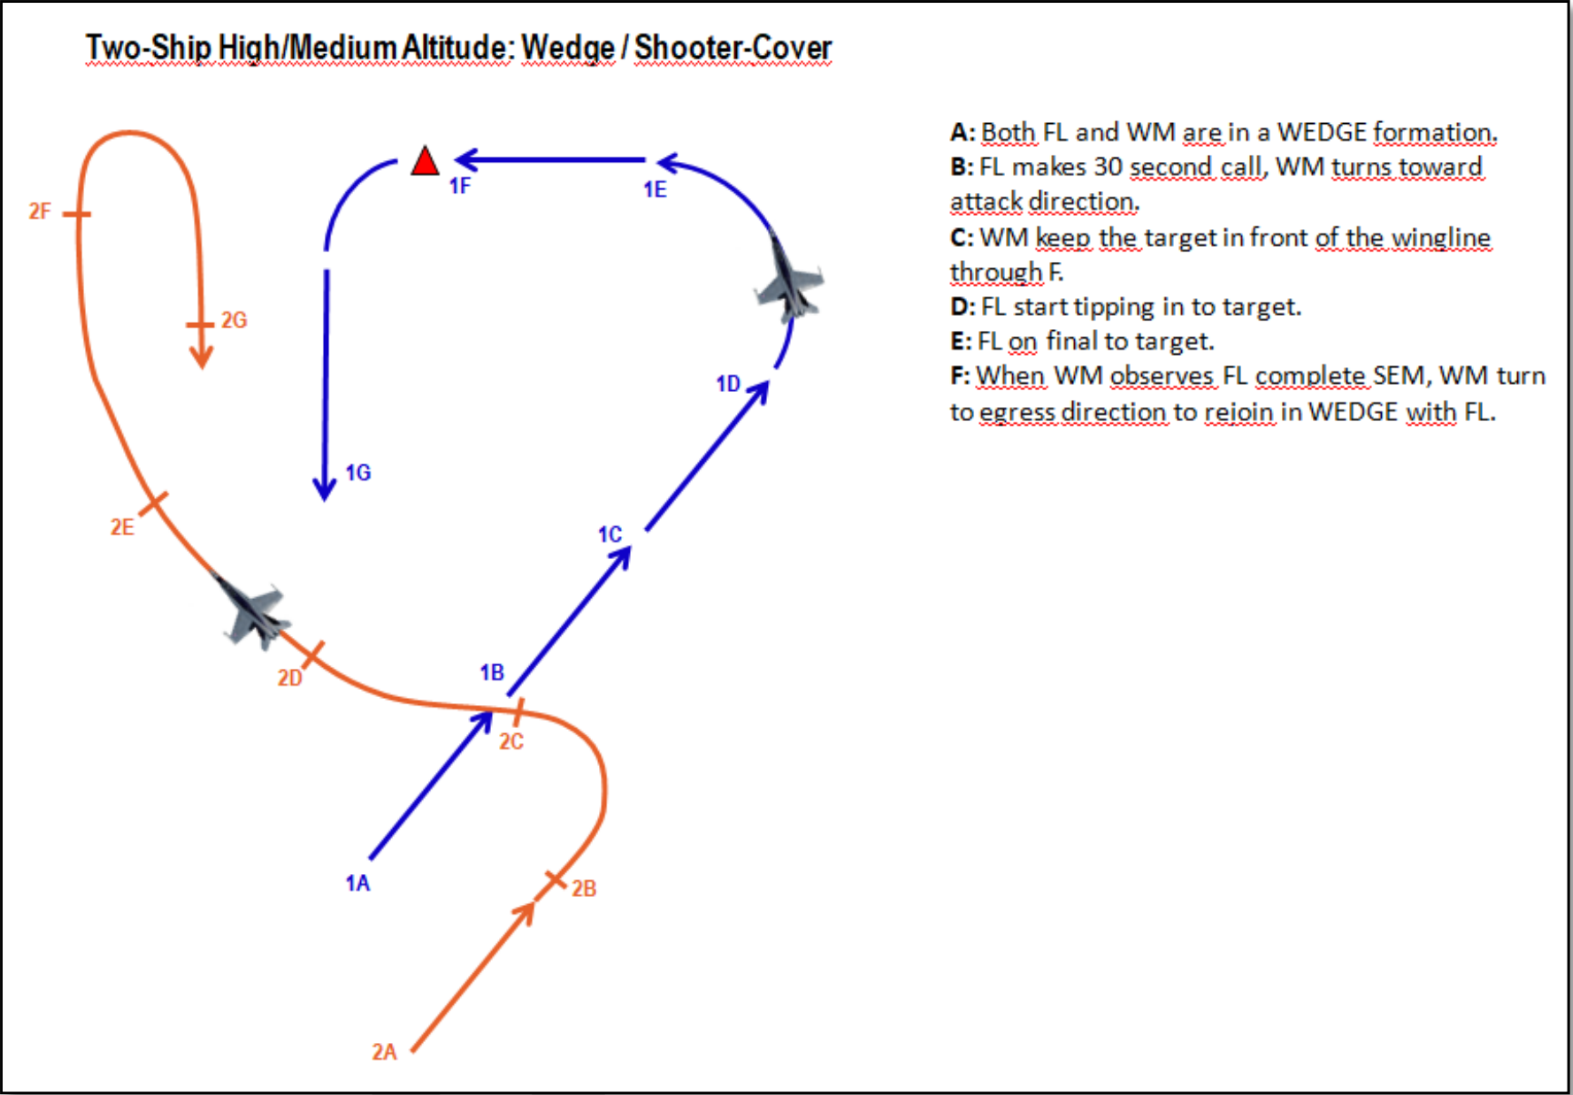 Two-Ship High/Medium Altitude: Wedge / Shooter-Cover
A: Both FL and WM are in a WEDGE formation.
B: FL makes 30 second call, WM turns toward
attack direction.
C: WM keep the target in front of the wingline
through F.
D: FL start tipping in to target.
E: FL on final to target.
F: When WM observes FL complete SEM, WM turn
to egress direction to rejoin in WEDGE with FL.
1F
1E
2F
2G
1D
1G
2E
1C
2D
1B
2C
1A
2B
2A